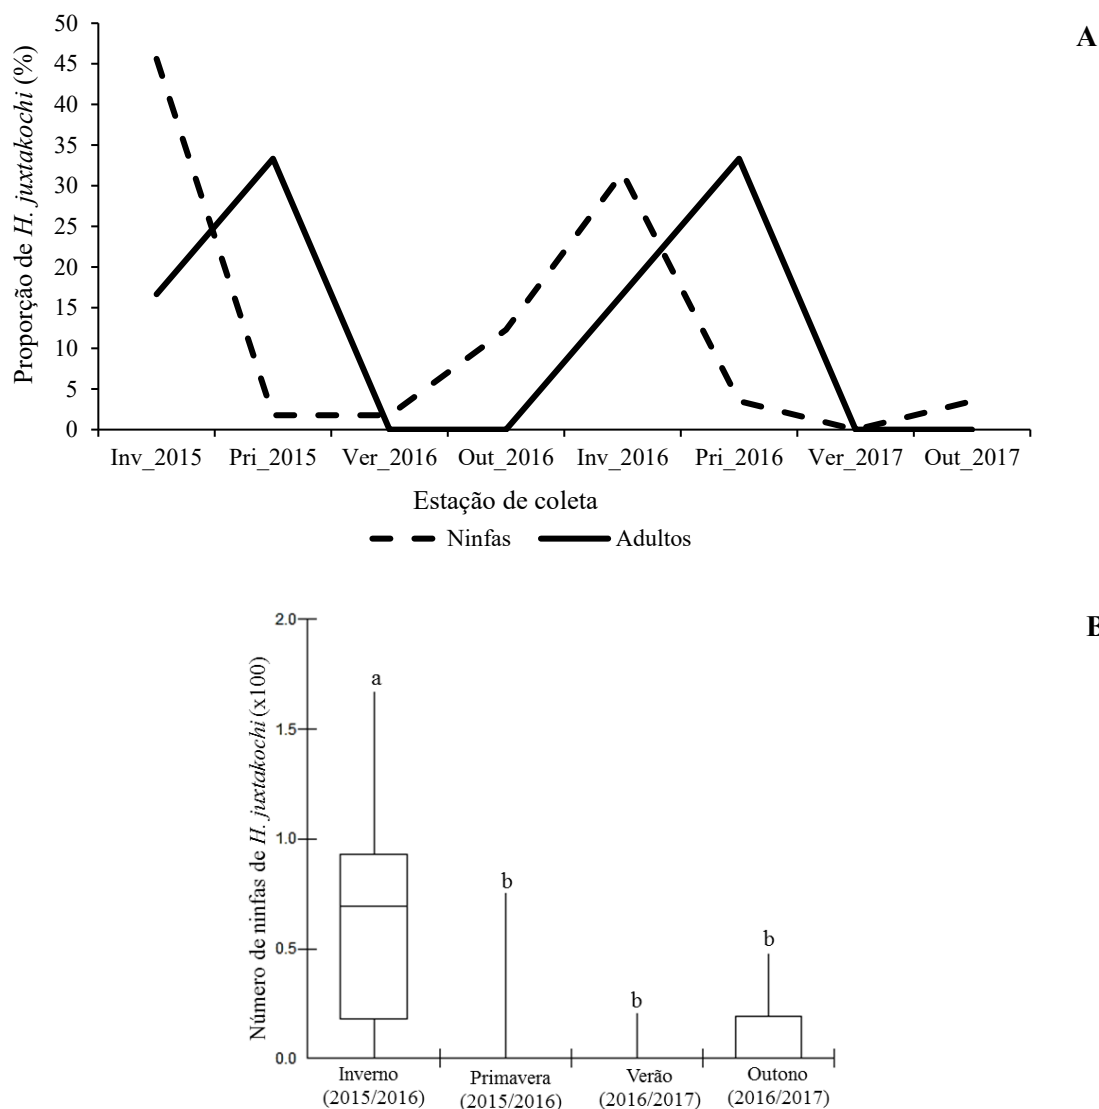 A
Proporção de H. juxtakochi (%)
50
45
40
35
30
25
20
15
10
5
0
Inv_2015 Pri_2015 Ver_2016 Out_2016 Inv_2016 Pri_2016 Ver_2017 Out_2017
Estação de coleta
Ninfas Adultos
B
Número de ninfas de H. juxtakochi (x100)
2.0
1.5
1.0
0.5
0.0
a
b
b
b
Inverno Primavera Verão Outono
(2015/2016) (2015/2016) (2016/2017) (2016/2017)